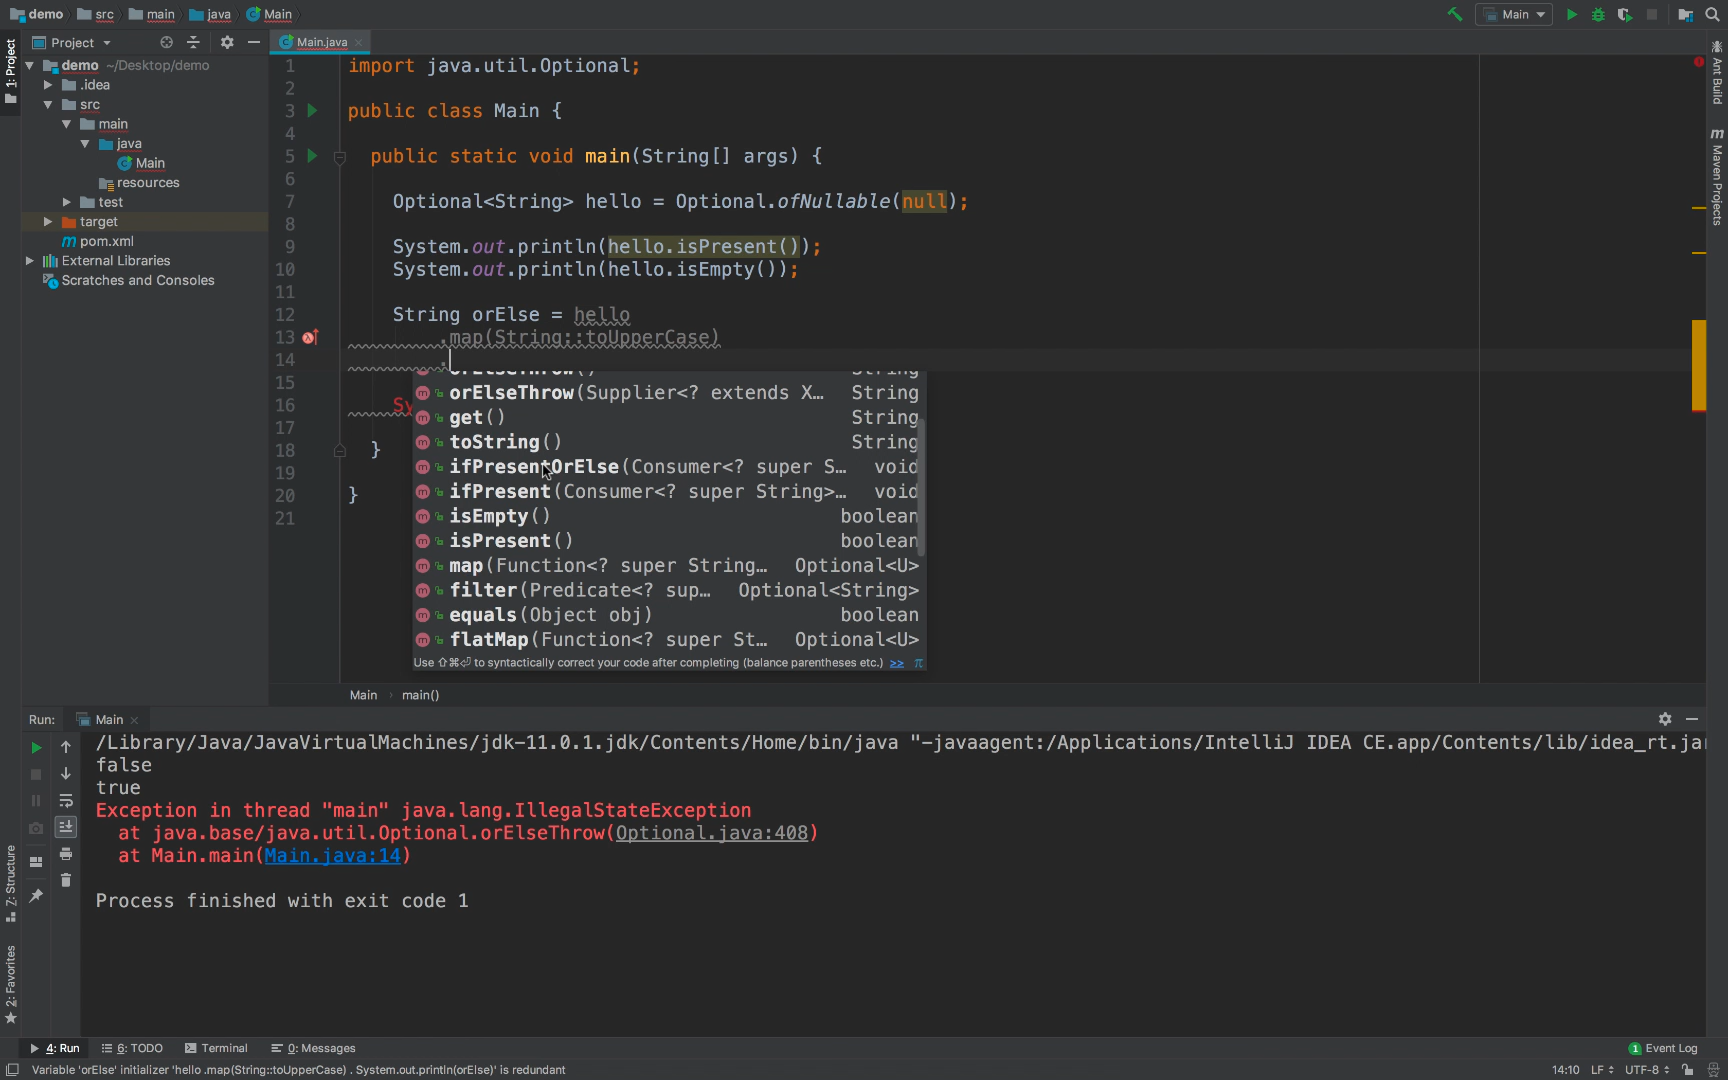 demo src main java Main
Main
1: Project
Project
Main.java
demo ~/Desktop/demo
.idea
src
main
java
Main
resources
test
target
pom.xml
External Libraries
Scratches and Consoles
1 import java.util.Optional;
2
3 public class Main {
4
5 public static void main(String[] args) {
6
7 Optional<String> hello = Optional.ofNullable(null);
8
9 System.out.println(hello.isPresent());
10 System.out.println(hello.isEmpty());
11
12 String orElse = hello
13 .map(String::toUpperCase)
14 .
15
16 Sy
17
18 }
19
20 }
21
orElseThrow() String
m orElseThrow(Supplier<? extends X… String
m get() String
m toString() String
m ifPresentOrElse(Consumer<? super S… void
m ifPresent(Consumer<? super String>… void
m isEmpty() boolean
m isPresent() boolean
m map(Function<? super String… Optional<U>
m filter(Predicate<? sup… Optional<String>
m equals(Object obj) boolean
m flatMap(Function<? super St… Optional<U>
Use ⇧⌘⏎ to syntactically correct your code after completing (balance parentheses etc.) >> π
Main › main()
Ant Build
Maven Projects
Run: Main
/Library/Java/JavaVirtualMachines/jdk-11.0.1.jdk/Contents/Home/bin/java "-javaagent:/Applications/IntelliJ IDEA CE.app/Contents/lib/idea_rt.jar
false
true
Exception in thread "main" java.lang.IllegalStateException
at java.base/java.util.Optional.orElseThrow(Optional.java:408)
at Main.main(Main.java:14)
Process finished with exit code 1
Z: Structure
2: Favorites
4: Run 6: TODO Terminal 0: Messages
1 Event Log
Variable 'orElse' initializer 'hello .map(String::toUpperCase) . System.out.println(orElse)' is redundant
14:10 LF UTF-8